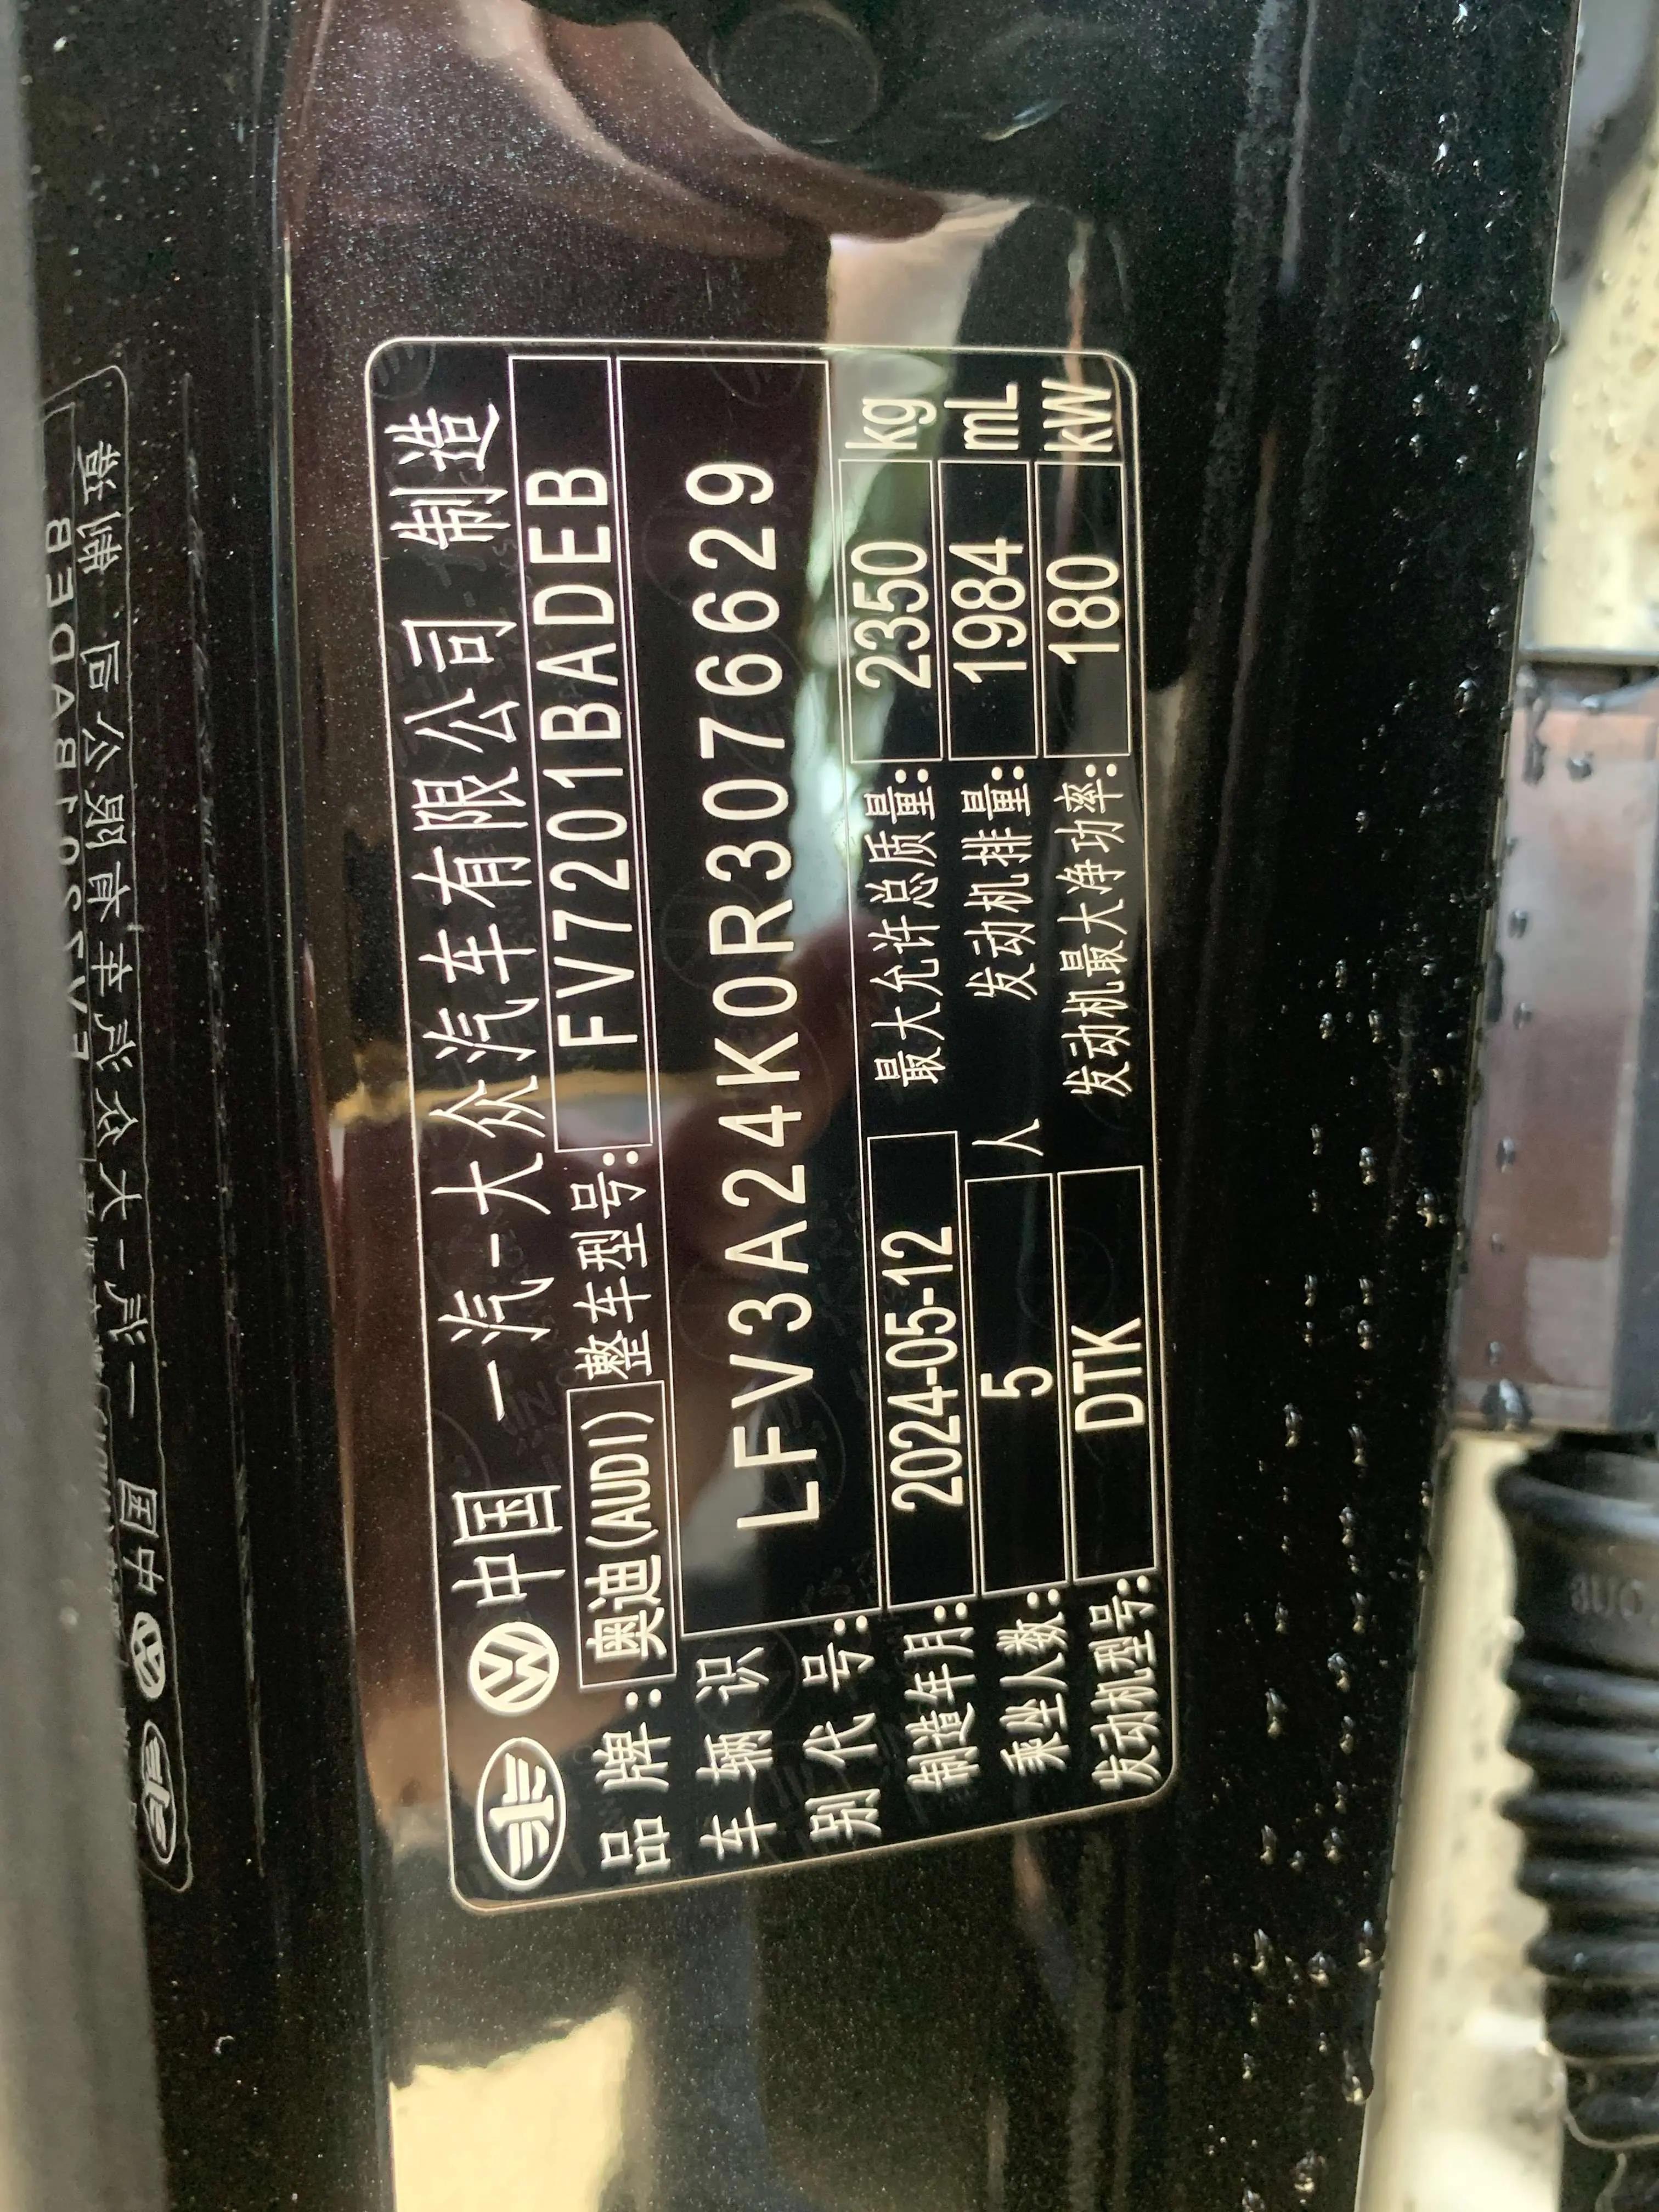 中国 一汽-大众汽车有限公司 制造
品牌: 奥迪(AUDI) 整车型号: FV7201BADEB
车辆识别代号: LFV3A24K0R3076629
制造年月: 2024-05-12 最大允许总质量: 2350 kg
乘坐人数: 5 人 发动机排量: 1984 mL
发动机型号: DTK 发动机最大净功率: 180 kW